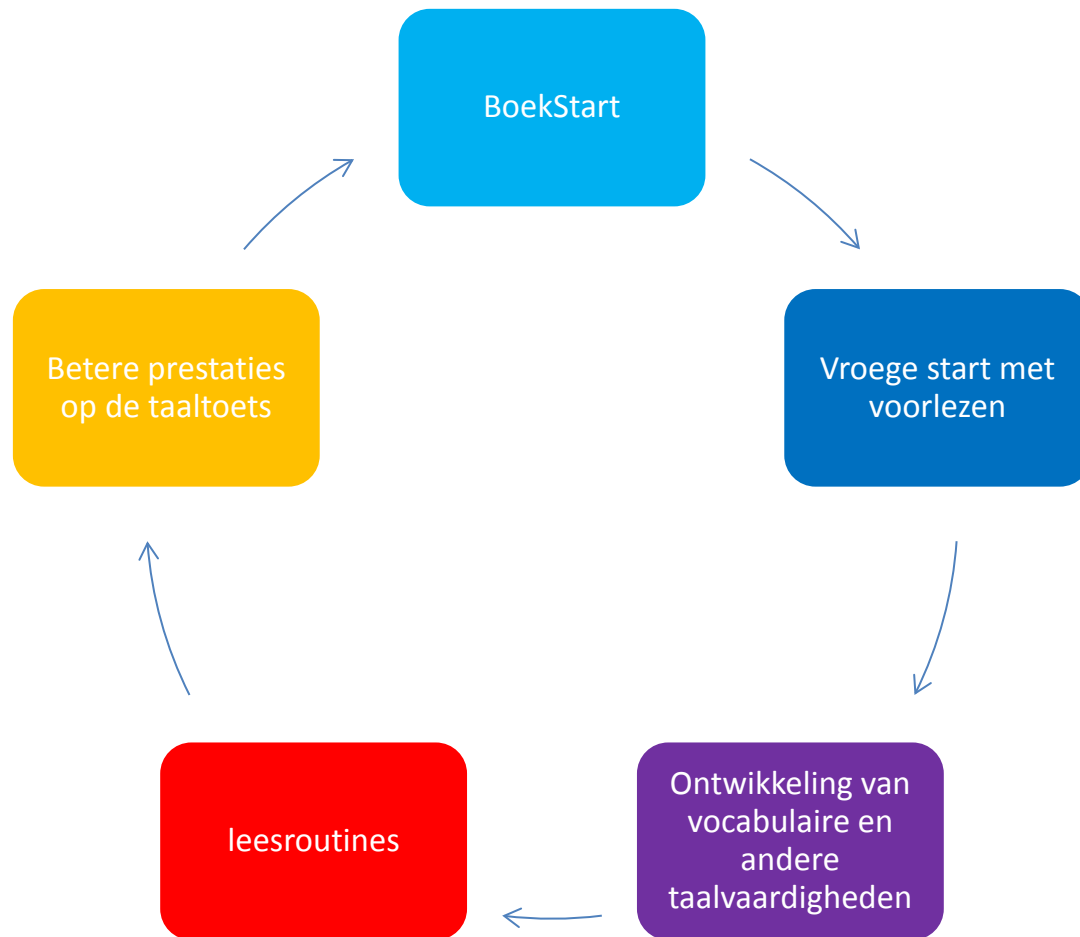 BoekStart
Vroege start met
voorlezen
Ontwikkeling van
vocabulaire en
andere
taalvaardigheden
leesroutines
Betere prestaties
op de taaltoets